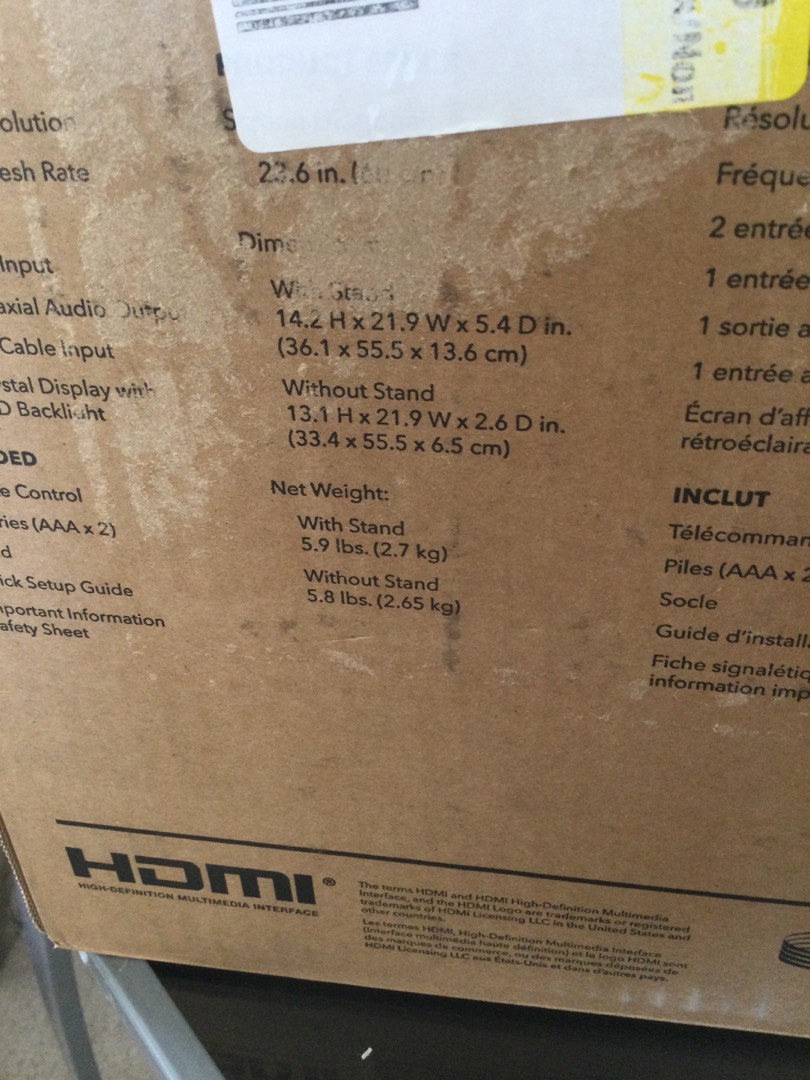 esh Rate
Input
axial Audio Output
Cable Input
stal Display with
D Backlight
DED
e Control
ries (AAA x 2)
d
ick Setup Guide
portant Information
afety Sheet
in.
With Stand
14.2 H x 21.9 W x 5.4 D in.
(36.1 x 55.5 x 13.6 cm)
Without Stand
13.1 H x 21.9 W x 2.6 D in.
(33.4 x 55.5 x 6.5 cm)
Net Weight:
With Stand
5.9 lbs. (2.7 kg)
Without Stand
5.8 lbs. (2.65 kg)
Résolu
Fréque
2 entrée
1 entrée
1 sortie a
1 entrée a
Écran d'aff
rétroéclaira
INCLUT
Télécomman
Piles (AAA x 2
Socle
Guide d'install
Fiche signalétiq
information imp
HDMI®
HIGH-DEFINITION MULTIMEDIA INTERFACE
The terms HDMI and HDMI High-Definition Multimedia
Interface, and the HDMI Logo are trademarks or registered
trademarks of HDMI Licensing LLC in the United States and
other countries.
Les termes HDMI, High-Definition Multimedia Interface
(Interface multimédia haute définition) et le logo HDMI sont
des marques de commerce, ou des marques déposées de
HDMI Licensing LLC aux États-Unis et dans d'autres pays.